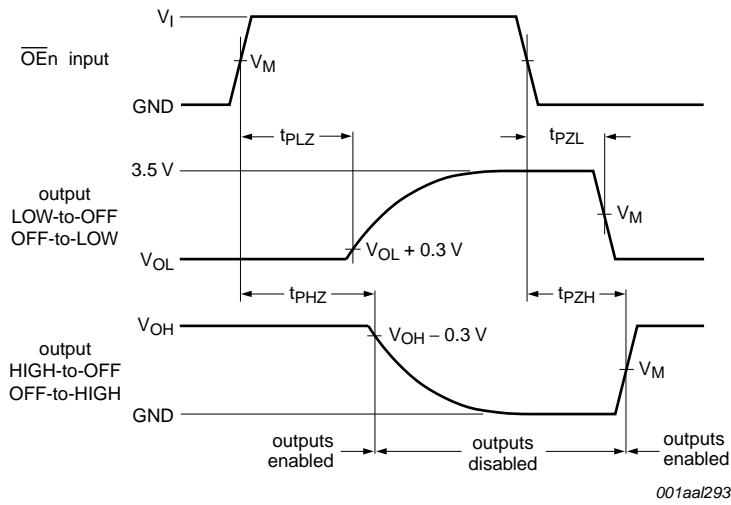 V_I
O̅E̅n input
V_M
GND
t_PLZ
t_PZL
3.5 V
output
LOW-to-OFF
OFF-to-LOW
V_M
V_OL + 0.3 V
V_OL
t_PHZ
t_PZH
V_OH
V_OH – 0.3 V
output
HIGH-to-OFF
OFF-to-HIGH
V_M
GND
outputs
enabled
outputs
disabled
outputs
enabled
001aal293